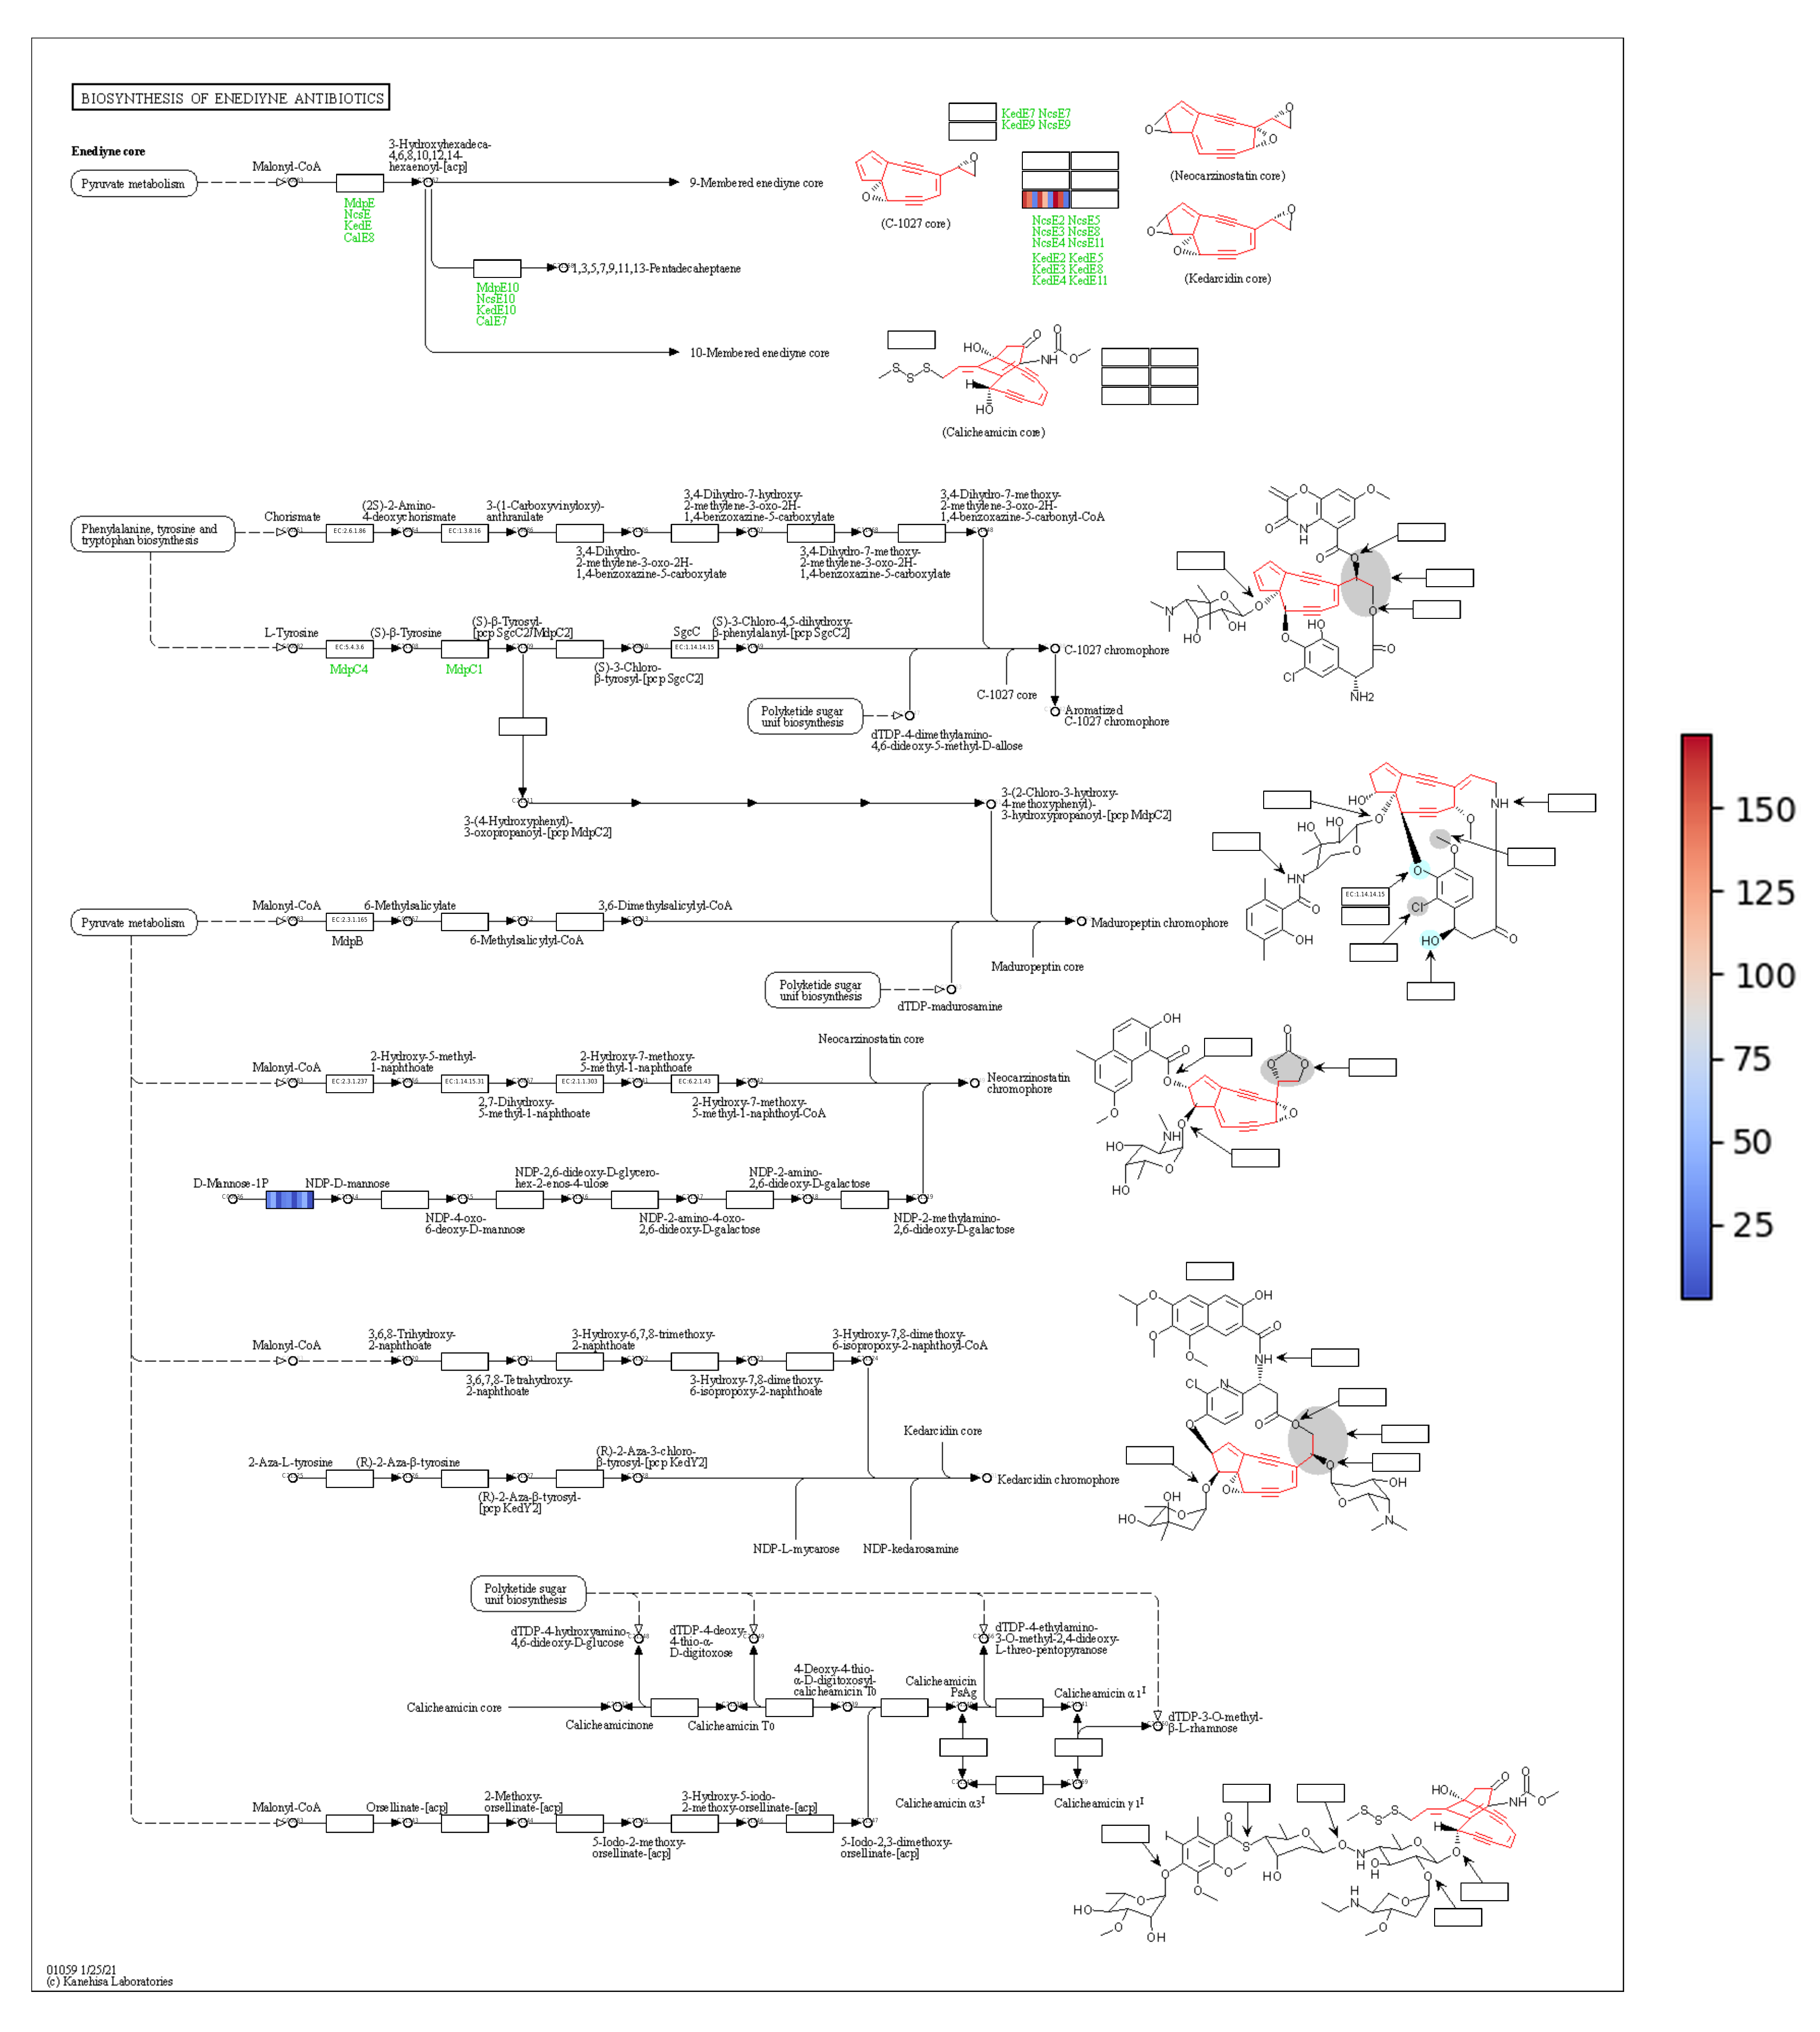 BIOSYNTHESIS OF ENEDIYNE ANTIBIOTICS
Enediyne core
Pyruvate metabolism
Malonyl-CoA
3-Hydroxyhexadeca-
4,6,8,10,12,14-
hexaenoyl-[acp]
MdpE
NcsE
KedE
CalE8
9-Membered enediyne core
1,3,5,7,9,11,13-Pentadecaheptaene
MdpE10
NcsE10
KedE10
CalE7
10-Membered enediyne core
KedE7 NcsE7
KedE9 NcsE9
(C-1027 core)
NcsE2 NcsE5
NcsE3 NcsE8
NcsE4 NcsE11
KedE2 KedE5
KedE3 KedE8
KedE4 KedE11
(Neocarzinostatin core)
(Kedarcidin core)
(Calicheamicin core)
Phenylalanine, tyrosine and
tryptophan biosynthesis
Chorismate
EC:2.6.1.86
(2S)-2-Amino-
4-deoxychorismate
EC:1.3.8.16
3-(1-Carboxyvinyloxy)-
anthranilate
3,4-Dihydro-
2-methylene-3-oxo-2H-
1,4-benzoxazine-5-carboxylate
3,4-Dihydro-7-hydroxy-
2-methylene-3-oxo-2H-
1,4-benzoxazine-5-carboxylate
3,4-Dihydro-7-methoxy-
2-methylene-3-oxo-2H-
1,4-benzoxazine-5-carboxylate
3,4-Dihydro-7-methoxy-
2-methylene-3-oxo-2H-
1,4-benzoxazine-5-carbonyl-CoA
L-Tyrosine
EC:5.4.3.6
MdpC4
(S)-β-Tyrosine
MdpC1
(S)-β-Tyrosyl-
[pcp SgcC2/MdpC2]
(S)-3-Chloro-
β-tyrosyl-[pcp SgcC2]
SgcC
EC:1.14.14.15
(S)-3-Chloro-4,5-dihydroxy-
β-phenylalanyl-[pcp SgcC2]
C-1027 chromophore
C-1027 core
Polyketide sugar
unit biosynthesis
dTDP-4-dimethylamino-
4,6-dideoxy-5-methyl-D-allose
Aromatized
C-1027 chromophore
3-(4-Hydroxyphenyl)-
3-oxopropanoyl-[pcp MdpC2]
3-(2-Chloro-3-hydroxy-
4-methoxyphenyl)-
3-hydroxypropanoyl-[pcp MdpC2]
EC:1.14.14.15
Pyruvate metabolism
Malonyl-CoA
EC:2.3.1.165
MdpB
6-Methylsalicylate
6-Methylsalicylyl-CoA
3,6-Dimethylsalicylyl-CoA
Maduropeptin chromophore
Maduropeptin core
Polyketide sugar
unit biosynthesis
dTDP-madurosamine
Neocarzinostatin core
Malonyl-CoA
EC:2.3.1.237
2-Hydroxy-5-methyl-
1-naphthoate
EC:1.14.15.31
2,7-Dihydroxy-
5-methyl-1-naphthoate
EC:2.1.1.303
2-Hydroxy-7-methoxy-
5-methyl-1-naphthoate
EC:6.2.1.43
2-Hydroxy-7-methoxy-
5-methyl-1-naphthoyl-CoA
Neocarzinostatin
chromophore
D-Mannose-1P
NDP-D-mannose
NDP-4-oxo-
6-deoxy-D-mannose
NDP-2,6-dideoxy-D-glycero-
hex-2-enos-4-ulose
NDP-2-amino-4-oxo-
2,6-dideoxy-D-galactose
NDP-2-amino-
2,6-dideoxy-D-galactose
NDP-2-methylamino-
2,6-dideoxy-D-galactose
Malonyl-CoA
3,6,8-Trihydroxy-
2-naphthoate
3,6,7,8-Tetrahydroxy-
2-naphthoate
3-Hydroxy-6,7,8-trimethoxy-
2-naphthoate
3-Hydroxy-7,8-dimethoxy-
6-isopropoxy-2-naphthoate
3-Hydroxy-7,8-dimethoxy-
6-isopropoxy-2-naphthoyl-CoA
2-Aza-L-tyrosine
(R)-2-Aza-β-tyrosine
(R)-2-Aza-β-tyrosyl-
[pcp KedY2]
(R)-2-Aza-3-chloro-
β-tyrosyl-[pcp KedY2]
Kedarcidin core
Kedarcidin chromophore
NDP-L-mycarose
NDP-kedarosamine
Polyketide sugar
unit biosynthesis
dTDP-4-hydroxyamino-
4,6-dideoxy-D-glucose
dTDP-4-deoxy-
4-thio-α-
D-digitoxose
dTDP-4-ethylamino-
3-O-methyl-2,4-dideoxy-
L-threo-pentopyranose
Calicheamicin core
Calicheamicinone
Calicheamicin T0
4-Deoxy-4-thio-
α-D-digitoxosyl-
calicheamicin T0
Calicheamicin
PsAg
Calicheamicin α1I
dTDP-3-O-methyl-
β-L-rhamnose
Calicheamicin α3I
Calicheamicin γ1I
Malonyl-CoA
Orsellinate-[acp]
2-Methoxy-
orsellinate-[acp]
5-Iodo-2-methoxy-
orsellinate-[acp]
3-Hydroxy-5-iodo-
2-methoxy-orsellinate-[acp]
5-Iodo-2,3-dimethoxy-
orsellinate-[acp]
150
125
100
75
50
25
01059 1/25/21
(c) Kanehisa Laboratories